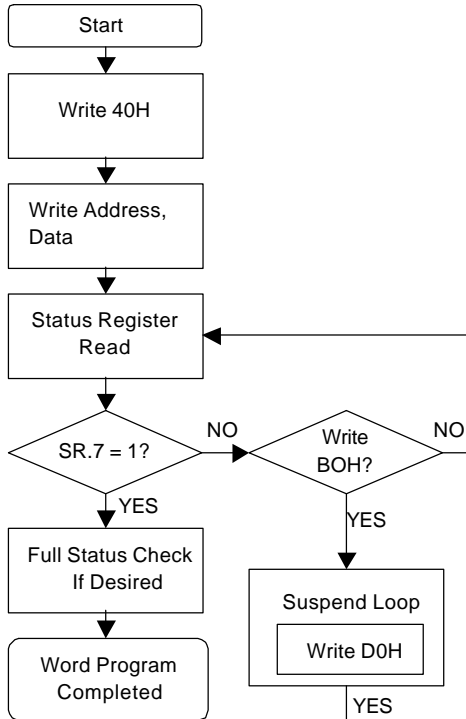 Start
Write 40H
Write Address,
Data
Status Register
Read
SR.7 = 1?
NO
Write
BOH?
NO
YES
YES
Full Status Check
If Desired
Suspend Loop
Write D0H
Word Program
Completed
YES